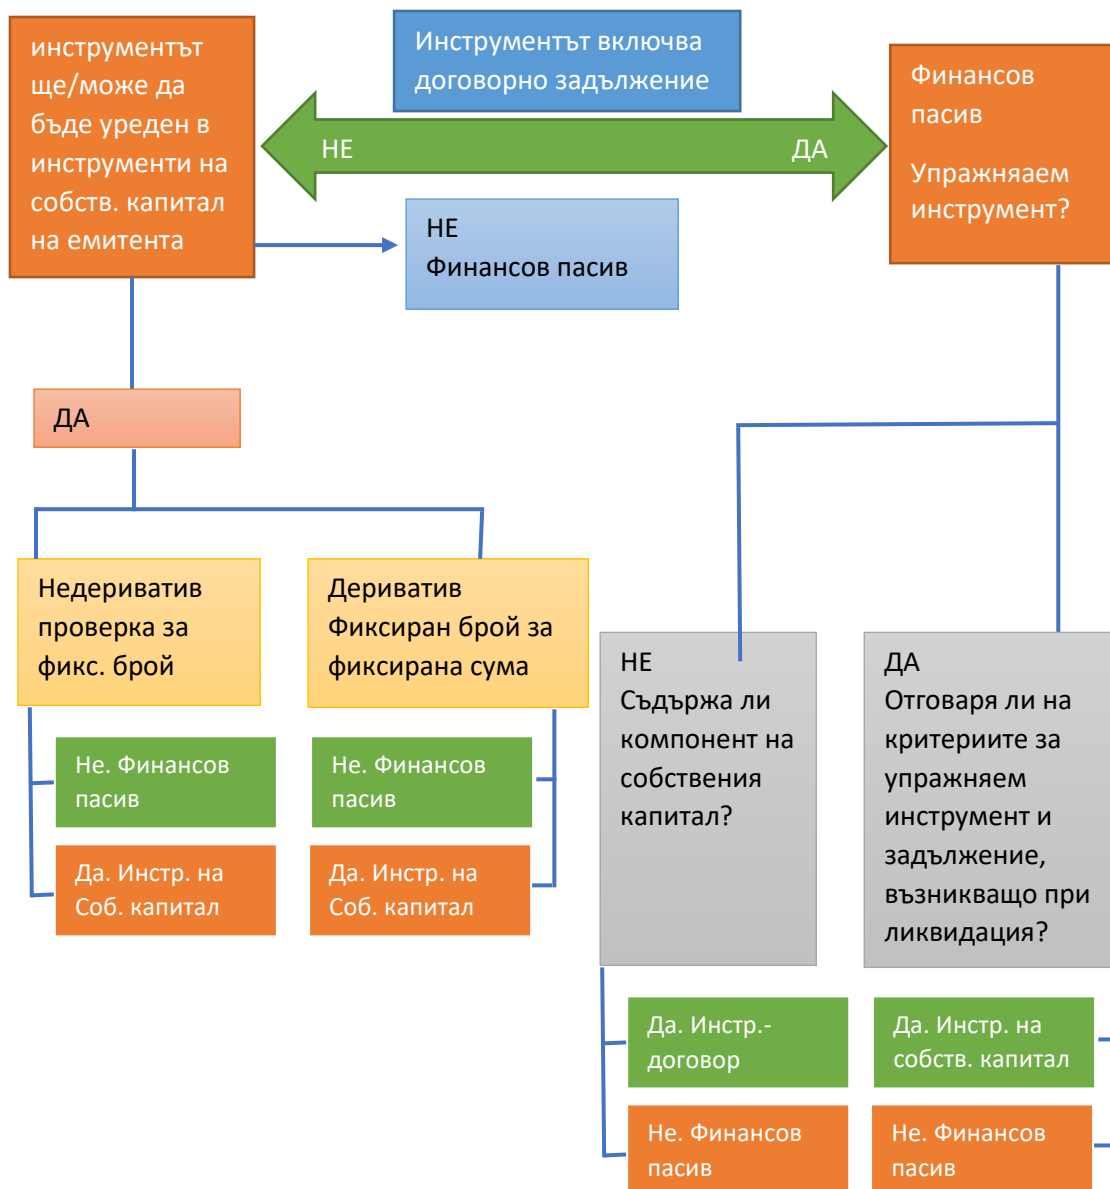 Инструментът включва
договорно задължение
инструментът
ще/може да
бъде уреден в
инструменти на
собств. капитал
на емитента
НЕ
ДА
Финансов
пасив
Упражняаем
инструмент?
НЕ
Финансов пасив
ДА
Недериватив
проверка за
фикс. брой
Дериватив
Фиксиран брой за
фиксирана сума
Не. Финансов
пасив
Да. Инстр. на
Соб. капитал
Не. Финансов
пасив
Да. Инстр. на
Соб. капитал
НЕ
Съдържа ли
компонент на
собствения
капитал?
ДА
Отговаря ли на
критериите за
упражняем
инструмент и
задължение,
възникващо при
ликвидация?
Да. Инстр.-
договор
Не. Финансов
пасив
Да. Инстр. на
собств. капитал
Не. Финансов
пасив